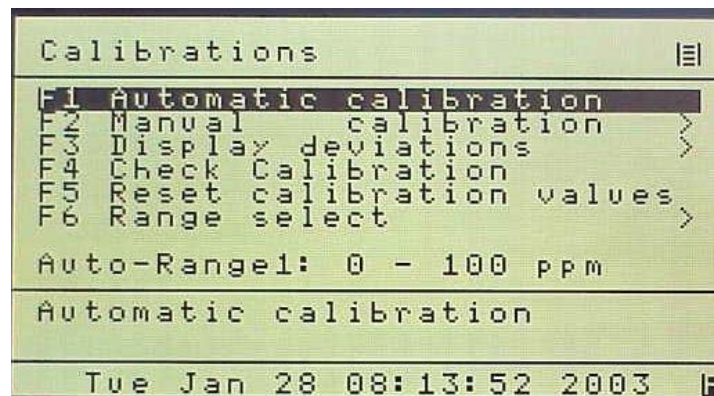 Calibrations
F1 Automatic calibration
F2 Manual calibration >
F3 Display deviations >
F4 Check Calibration
F5 Reset calibration values
F6 Range select >
Auto-Range1: 0 - 100 ppm
Automatic calibration
Tue Jan 28 08:13:52 2003